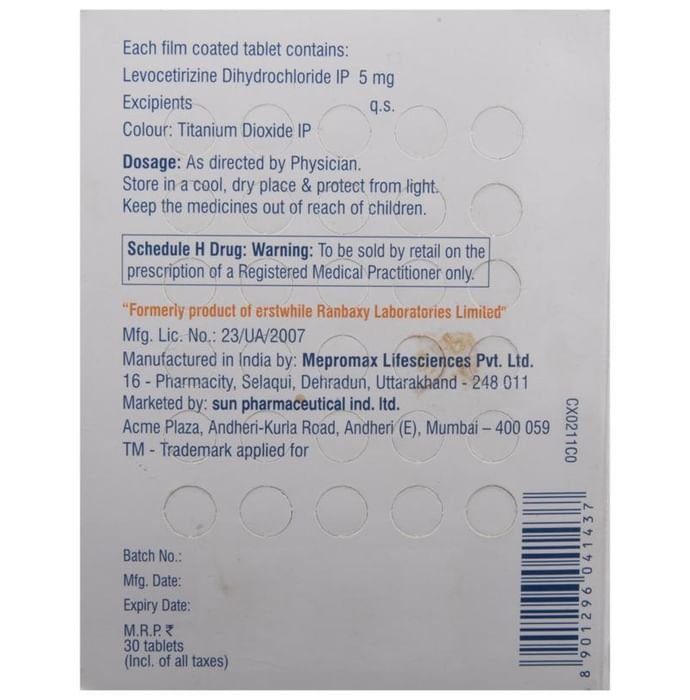 Each film coated tablet contains:
Levocetirizine Dihydrochloride IP 5 mg
Excipients q.s.
Colour: Titanium Dioxide IP
Dosage: As directed by Physician.
Store in a cool, dry place & protect from light.
Keep the medicines out of reach of children.
Schedule H Drug: Warning: To be sold by retail on the
prescription of a Registered Medical Practitioner only.
"Formerly product of erstwhile Ranbaxy Laboratories Limited"
Mfg. Lic. No.: 23/UA/2007
Manufactured in India by: Mepromax Lifesciences Pvt. Ltd.
16 - Pharmacity, Selaqui, Dehradun, Uttarakhand - 248 011
Marketed by: sun pharmaceutical ind. ltd.
Acme Plaza, Andheri-Kurla Road, Andheri (E), Mumbai – 400 059
TM - Trademark applied for
CX0211C0
Batch No.:
Mfg. Date:
Expiry Date:
M.R.P. ₹
30 tablets
(Incl. of all taxes)
8 901296 041437